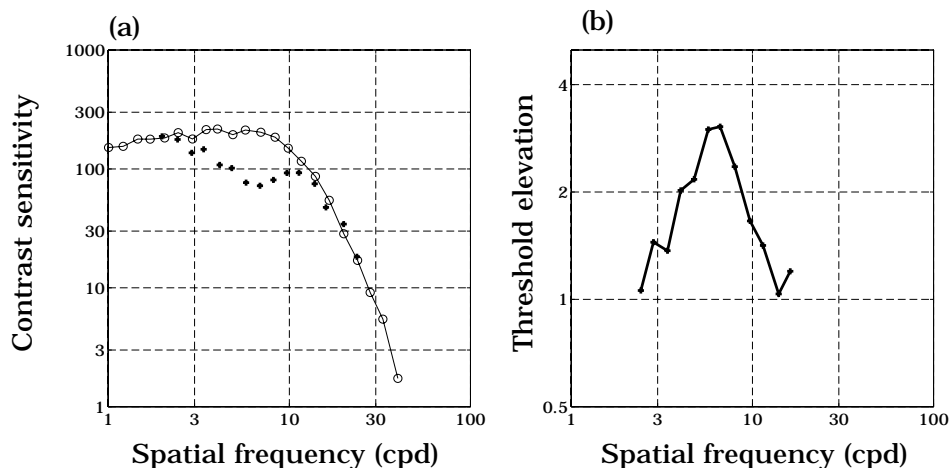 (a)
Contrast sensitivity
1000
300
100
30
10
3
1
1 3 10 30 100
Spatial frequency (cpd)
(b)
Threshold elevation
4
2
1
0.5
1 3 10 30 100
Spatial frequency (cpd)